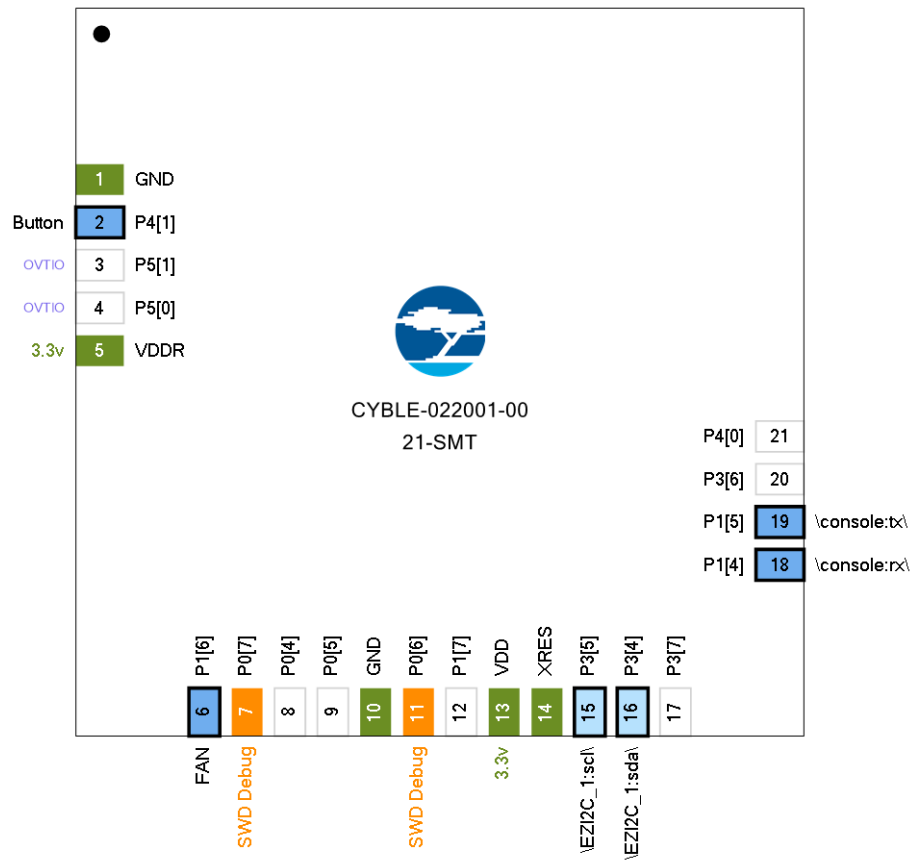 1 GND
Button 2 P4[1]
OVTIO 3 P5[1]
OVTIO 4 P5[0]
3.3v 5 VDDR
CYBLE-022001-00
21-SMT
P4[0] 21
P3[6] 20
P1[5] 19 \console:tx\
P1[4] 18 \console:rx\
P1[6] 6 FAN
P0[7] 7 SWD Debug
P0[4] 8
P0[5] 9
GND 10
P0[6] 11 SWD Debug
P1[7] 12
VDD 13 3.3v
XRES 14
P3[5] 15 \EZI2C_1:scl\
P3[4] 16 \EZI2C_1:sda\
P3[7] 17